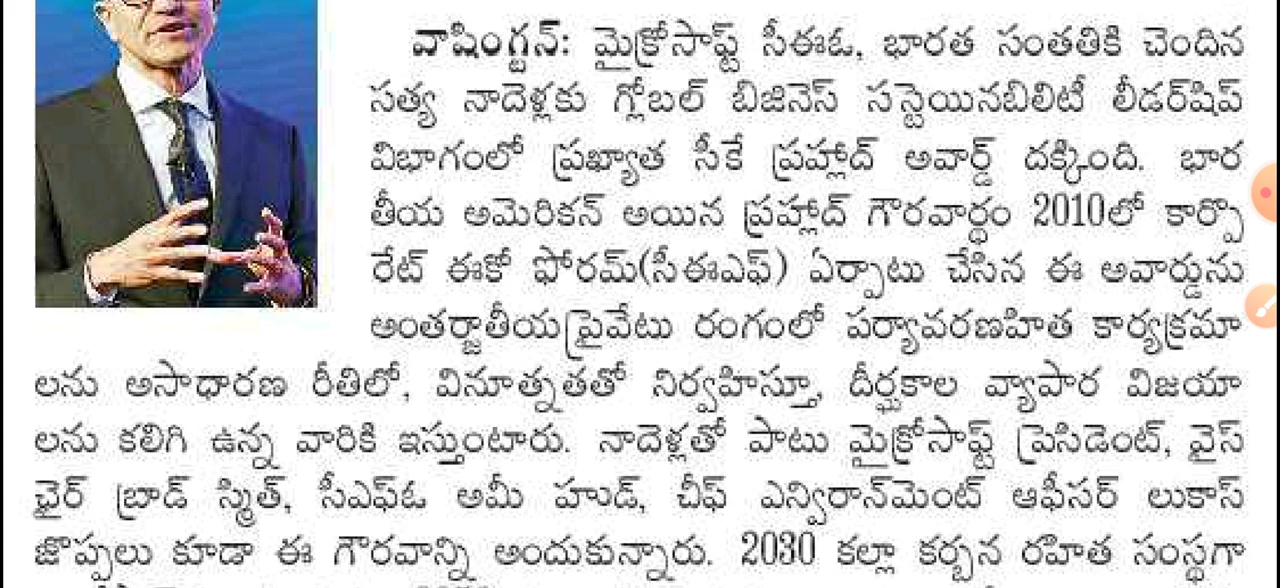 వాషింగ్టన్: మైక్రోసాఫ్ట్ సీఈఓ, భారత సంతతికి చెందిన
సత్య నాదెళ్లకు గ్లోబల్ బిజినెస్ సస్టెయినబిలిటీ లీడర్‌షిప్
విభాగంలో ప్రఖ్యాత సీకే ప్రహ్లాద్ అవార్డ్ దక్కింది. భార
తీయ అమెరికన్ అయిన ప్రహ్లాద్ గౌరవార్థం 2010లో కార్పొ
రేట్ ఈకో ఫోరమ్(సీఈఎఫ్) ఏర్పాటు చేసిన ఈ అవార్డును
అంతర్జాతీయప్రైవేటు రంగంలో పర్యావరణహిత కార్యక్రమా
లను అసాధారణ రీతిలో, వినూత్నతతో నిర్వహిస్తూ, దీర్ఘకాల వ్యాపార విజయా
లను కలిగి ఉన్న వారికి ఇస్తుంటారు. నాదెళ్లతో పాటు మైక్రోసాఫ్ట్ ప్రెసిడెంట్, వైస్
ఛైర్ బ్రాడ్ స్మిత్, సీఎఫ్ఓ అమీ హుడ్, చీఫ్ ఎన్విరాన్‌మెంట్ ఆఫీసర్ లుకాస్
జొప్పలు కూడా ఈ గౌరవాన్ని అందుకున్నారు. 2030 కల్లా కర్బన రహిత సంస్థగా